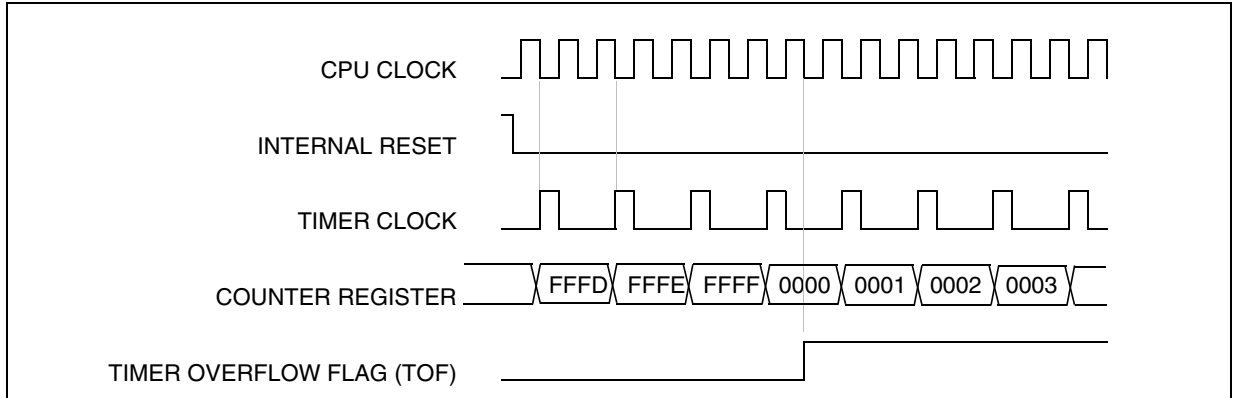 CPU CLOCK
INTERNAL RESET
TIMER CLOCK
COUNTER REGISTER FFFD FFFE FFFF 0000 0001 0002 0003
TIMER OVERFLOW FLAG (TOF)